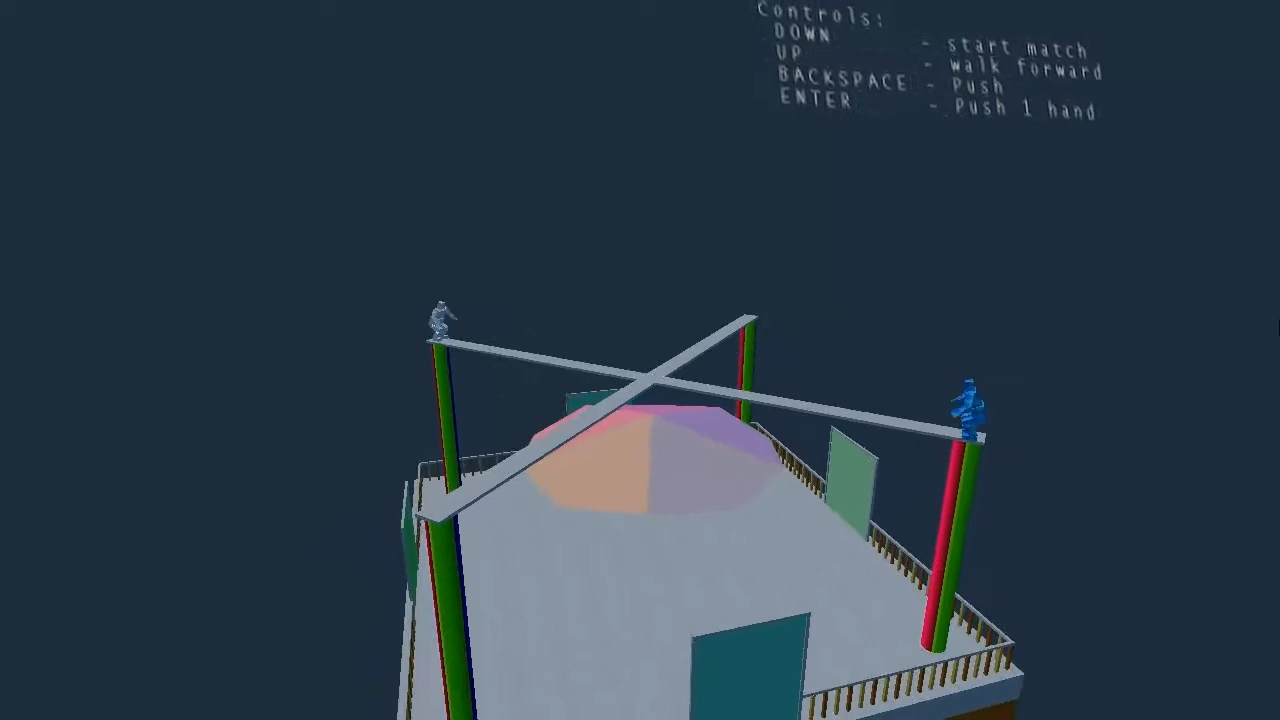 Controls:
DOWN - start match
UP - walk forward
BACKSPACE - Push
ENTER - Push 1 hand